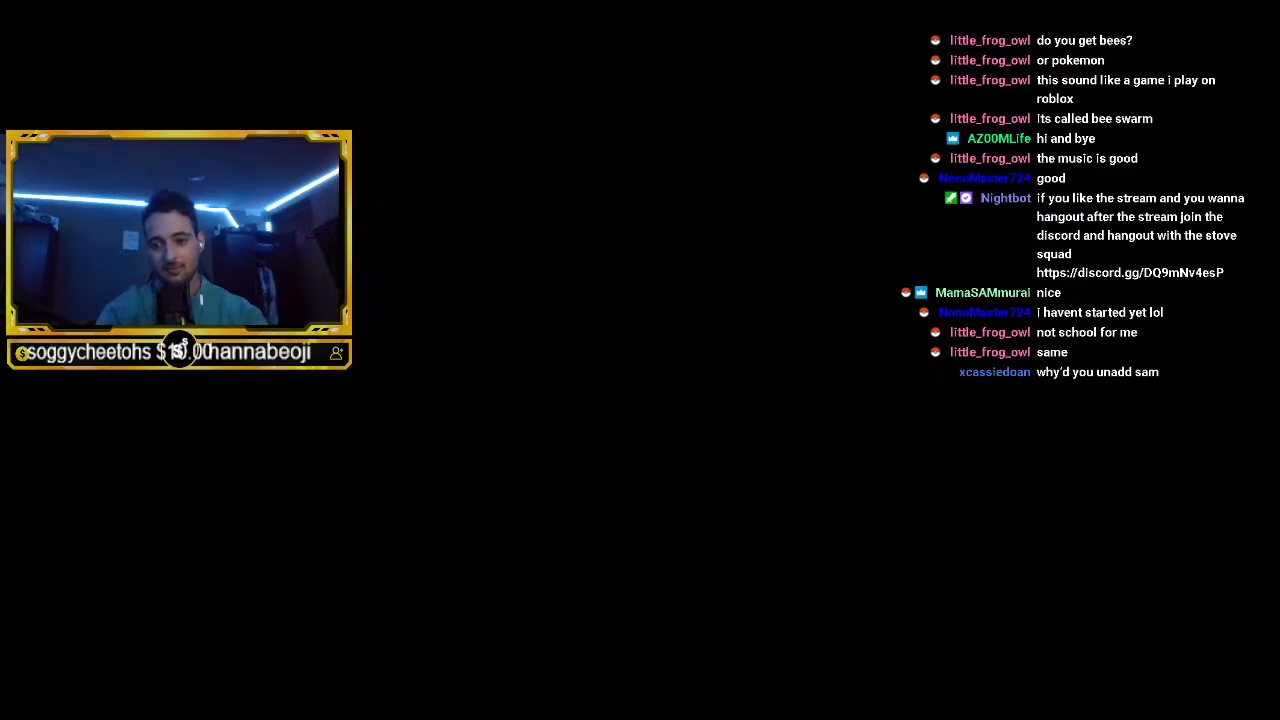 little_frog_owl do you get bees?
little_frog_owl or pokemon
little_frog_owl this sound like a game i play on
roblox
little_frog_owl its called bee swarm
AZ00MLife hi and bye
little_frog_owl the music is good
NonoMaster724 good
Nightbot if you like the stream and you wanna
hangout after the stream join the
discord and hangout with the stove
squad
https://discord.gg/DQ9mNv4esP
MamaSAMmurai nice
NonoMaster724 i havent started yet lol
little_frog_owl not school for me
little_frog_owl same
xcassiedoan why'd you unadd sam
soggycheetohs hannabeoji